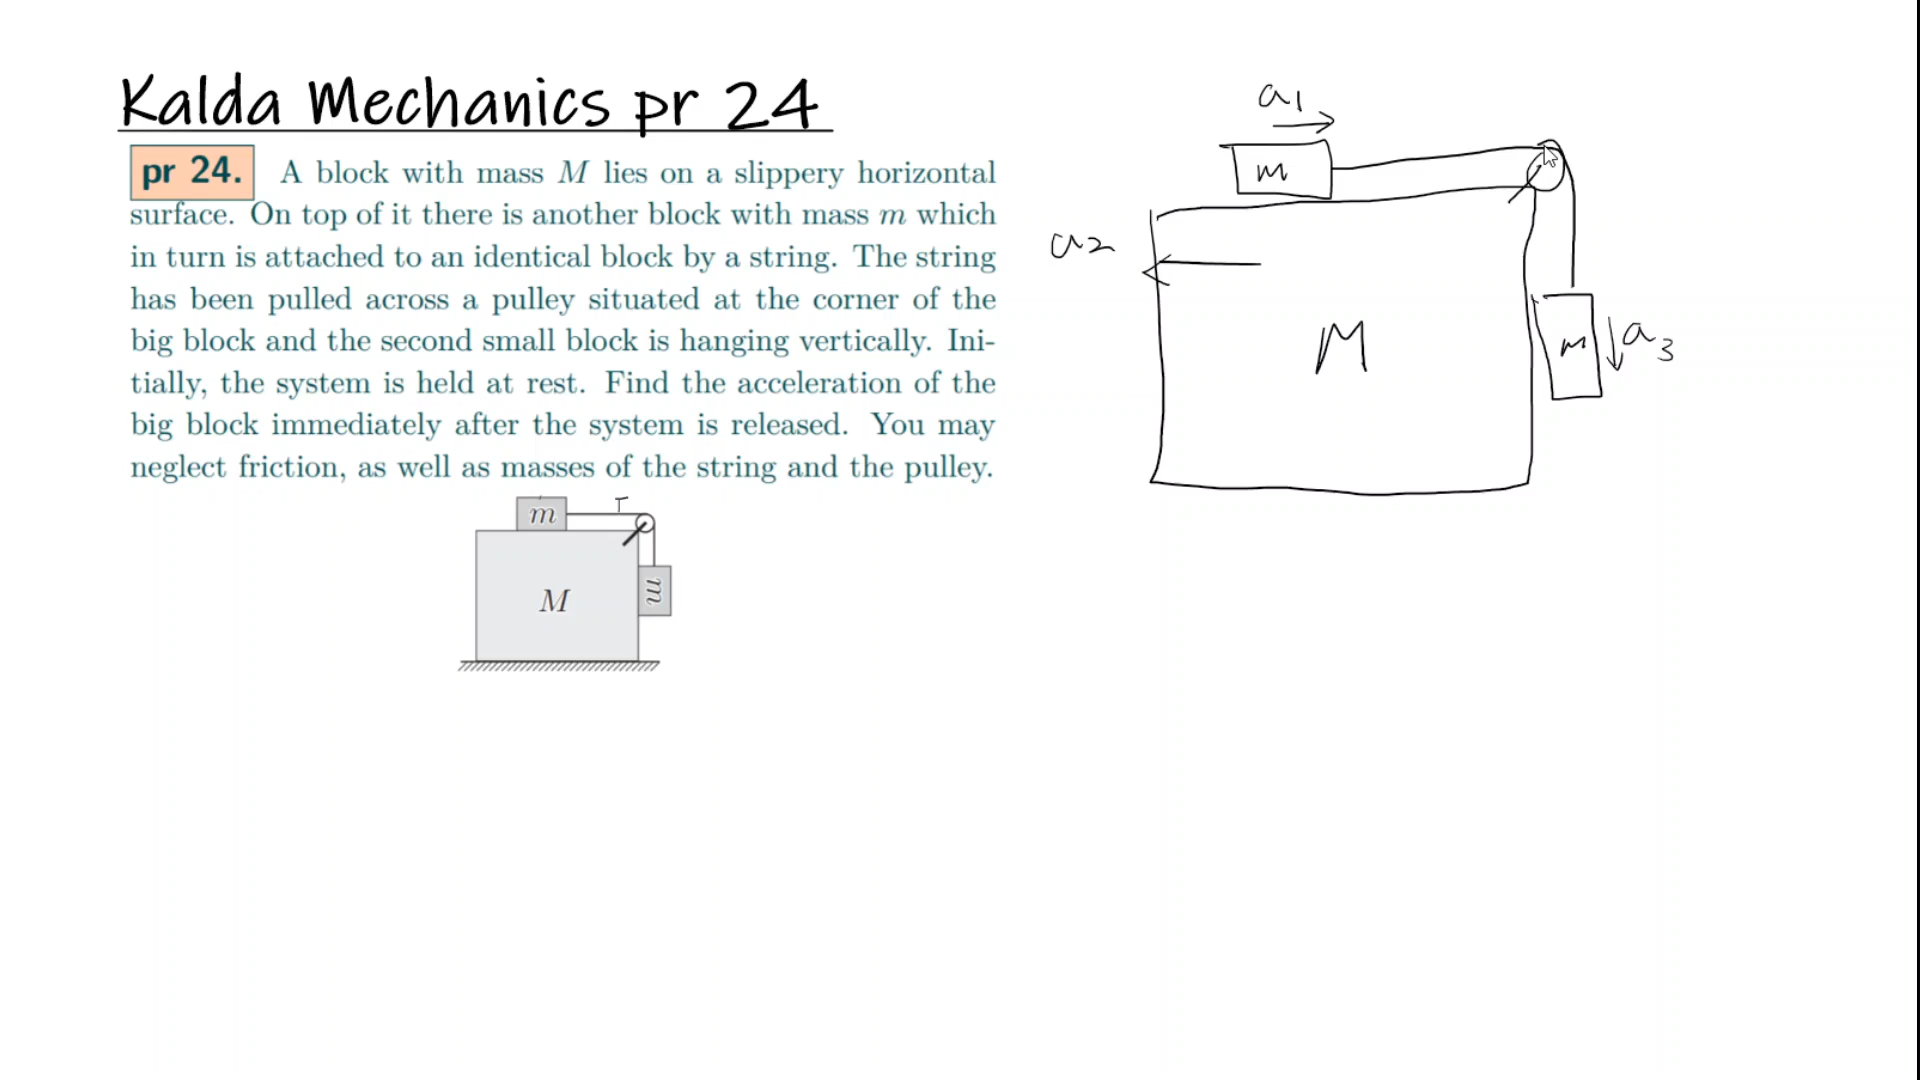 Kalda Mechanics pr 24
pr 24. A block with mass M lies on a slippery horizontal
surface. On top of it there is another block with mass m which
in turn is attached to an identical block by a string. The string
has been pulled across a pulley situated at the corner of the
big block and the second small block is hanging vertically. Ini-
tially, the system is held at rest. Find the acceleration of the
big block immediately after the system is released. You may
neglect friction, as well as masses of the string and the pulley.
m
T
M
m
a1
m
a2
M
m
a3